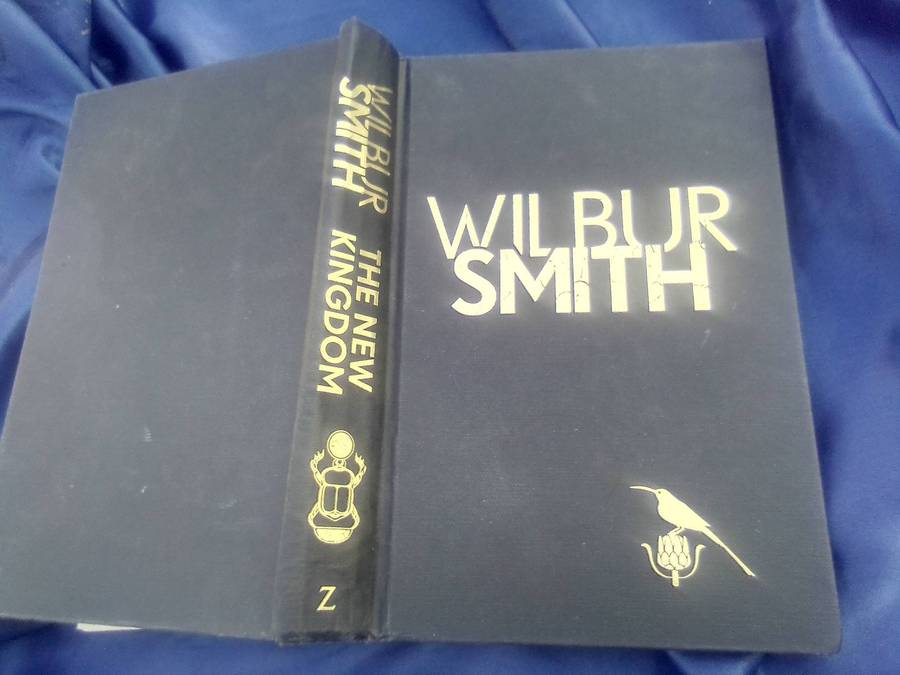 WILBUR
SMITH
THE NEW
KINGDOM
Z
WILBUR
SMITH